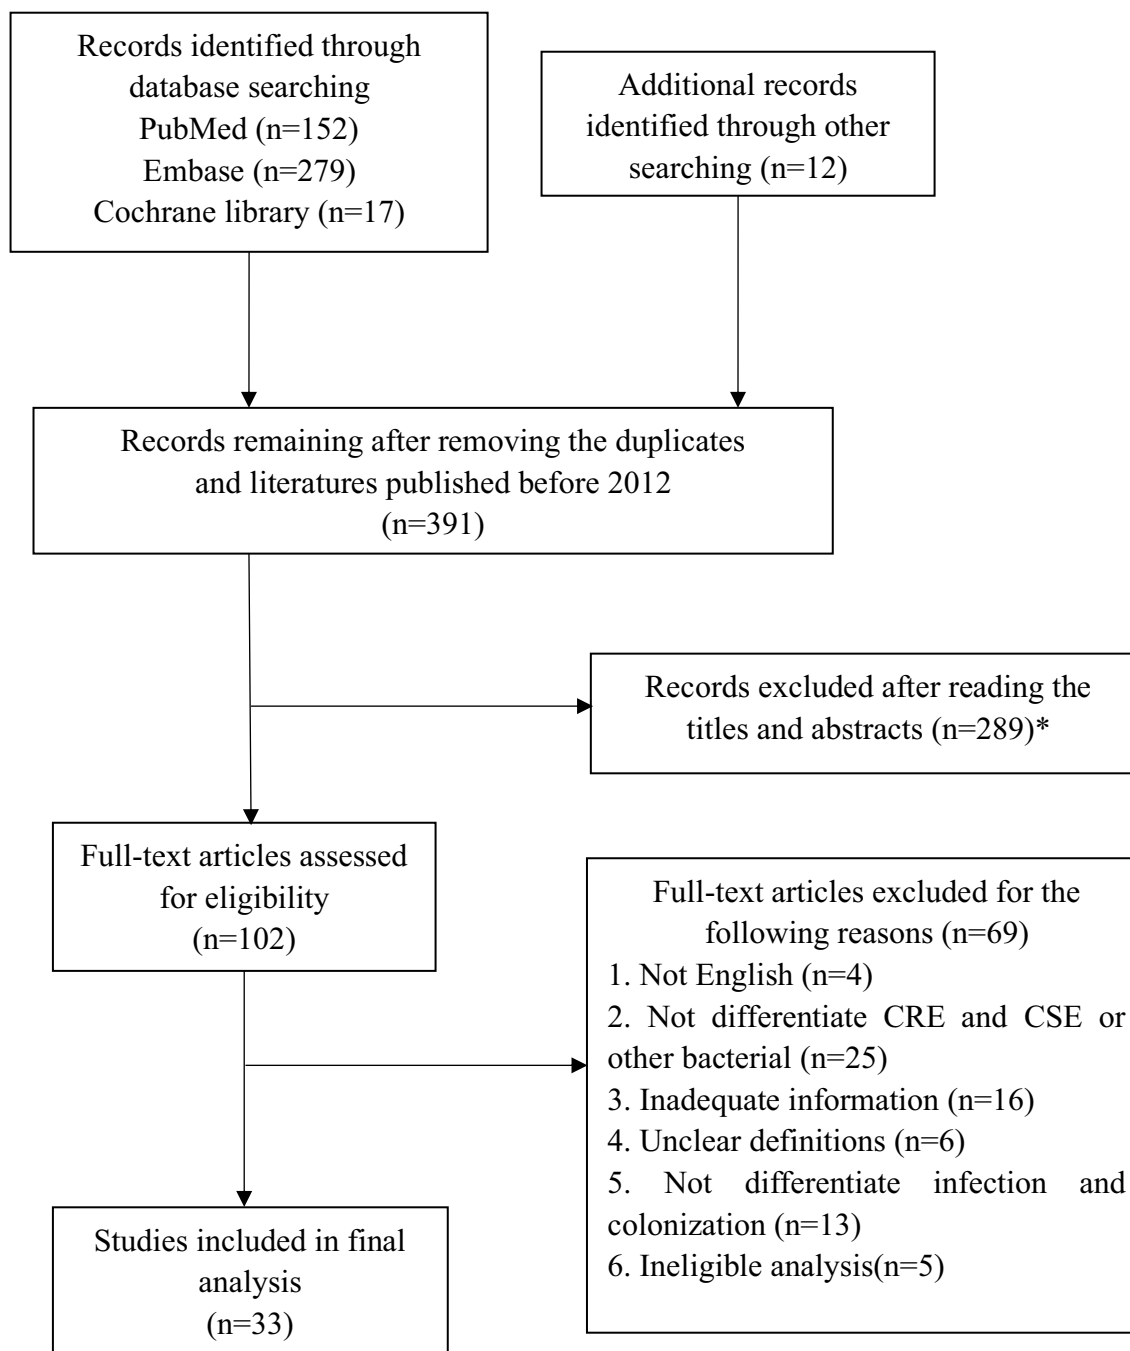 Records identified through
database searching
PubMed (n=152)
Embase (n=279)
Cochrane library (n=17)
Additional records
identified through other
searching (n=12)
Records remaining after removing the duplicates
and literatures published before 2012
(n=391)
Records excluded after reading the
titles and abstracts (n=289)*
Full-text articles assessed
for eligibility
(n=102)
Full-text articles excluded for the
following reasons (n=69)
1. Not English (n=4)
2. Not differentiate CRE and CSE or
other bacterial (n=25)
3. Inadequate information (n=16)
4. Unclear definitions (n=6)
5. Not differentiate infection and
colonization (n=13)
6. Ineligible analysis(n=5)
Studies included in final
analysis
(n=33)